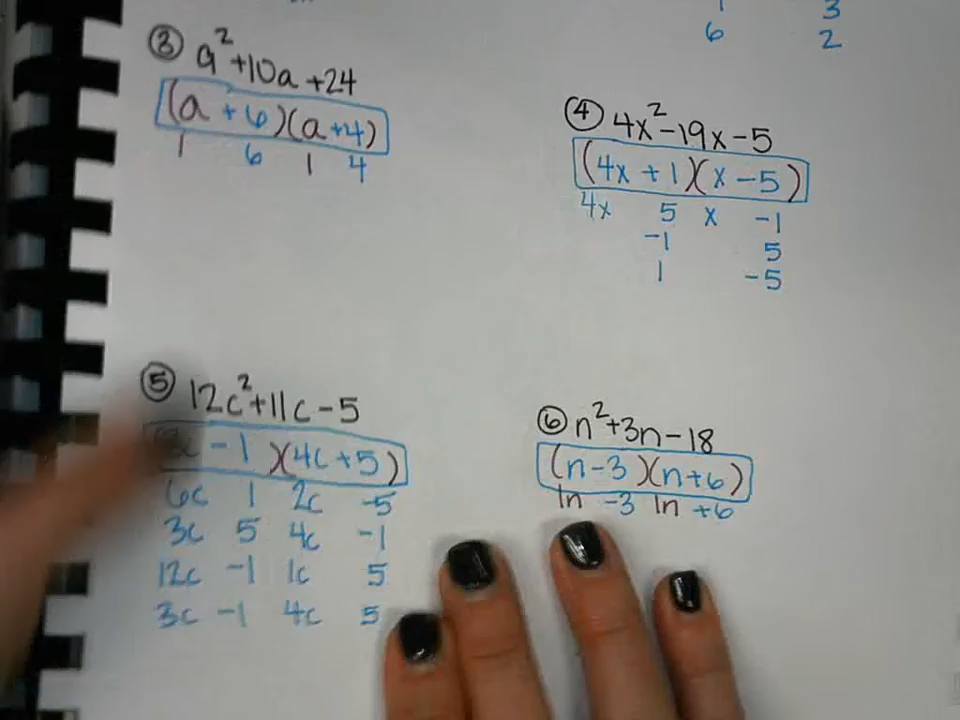 6 3
2
③ a²+10a+24
(a+6)(a+4)
1 6 1 4
④ 4x²-19x-5
(4x+1)(x-5)
4x 5 x -1
-1 5
1 -5
⑤ 12c²+11c-5
-1)(4c+5)
6c 1 2c -5
3c 5 4c -1
12c -1 1c 5
3c -1 4c 5
⑥ n²+3n-18
(n-3)(n+6)
1n -3 1n +6